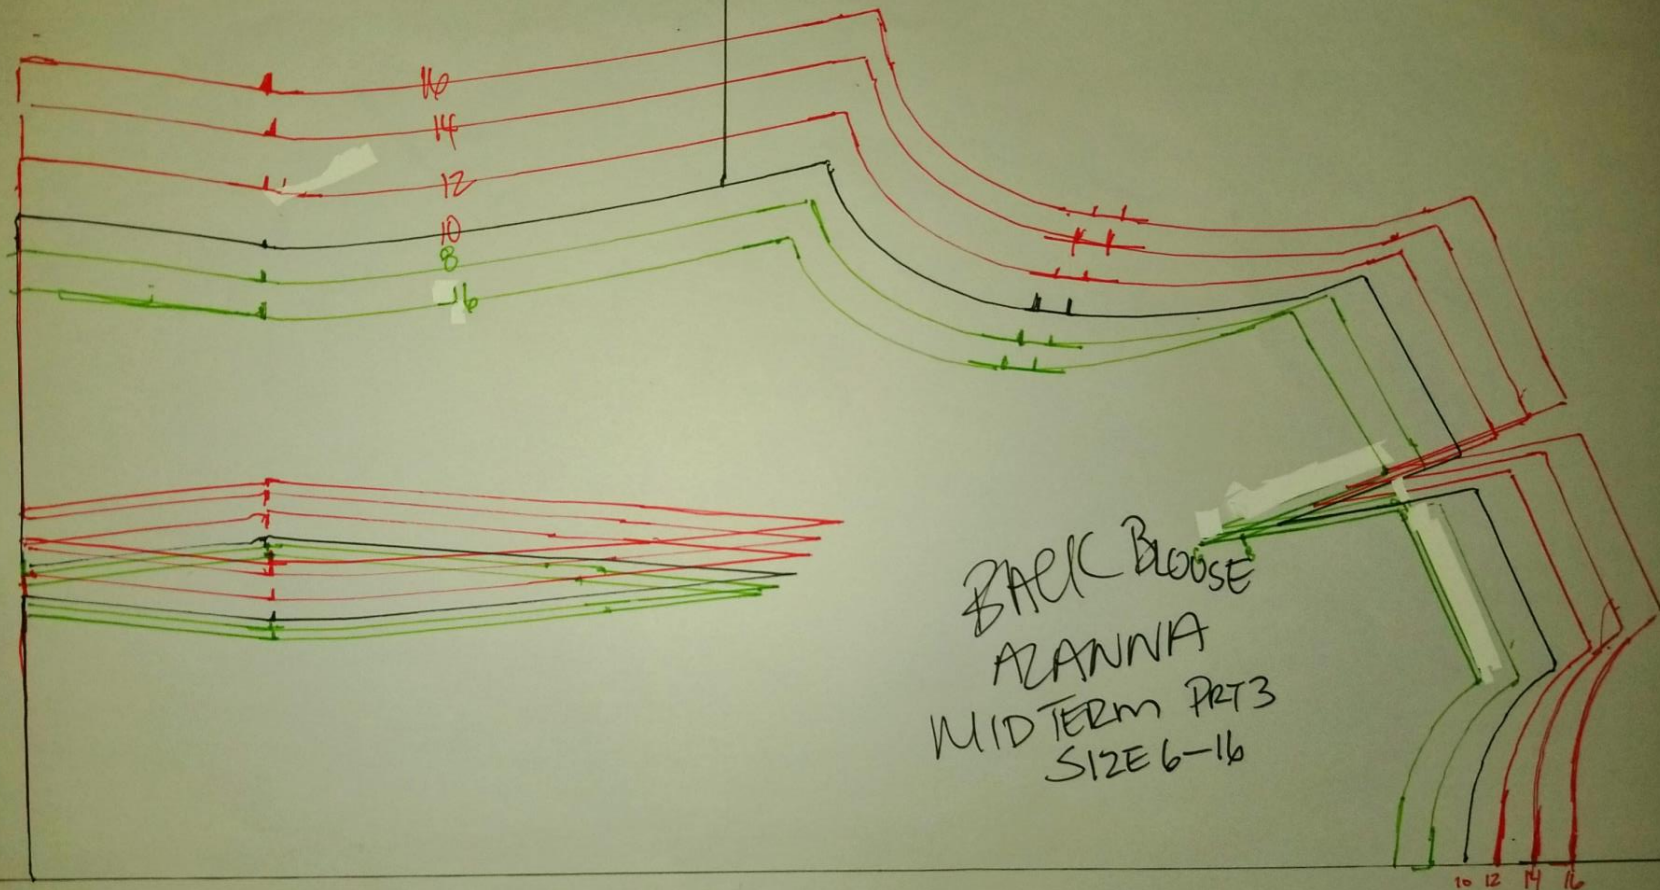 16
14
12
10
8
6
BACK BLOUSE
AZANNA
MIDTERM PRT3
SIZE 6-16
10 12 14 16